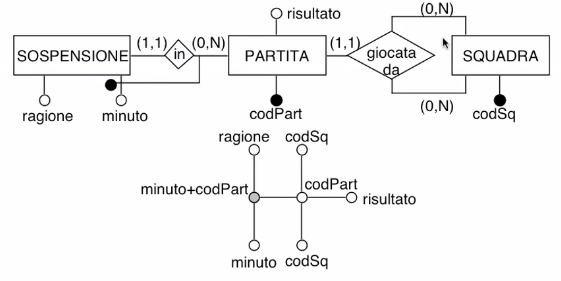 risultato
(0,N)
(1,1)
(0,N)
(1,1)
SOSPENSIONE
in
PARTITA
giocata
da
SQUADRA
(0,N)
ragione
minuto
codPart
codSq
ragione
codSq
minuto+codPart
codPart
risultato
minuto
codSq